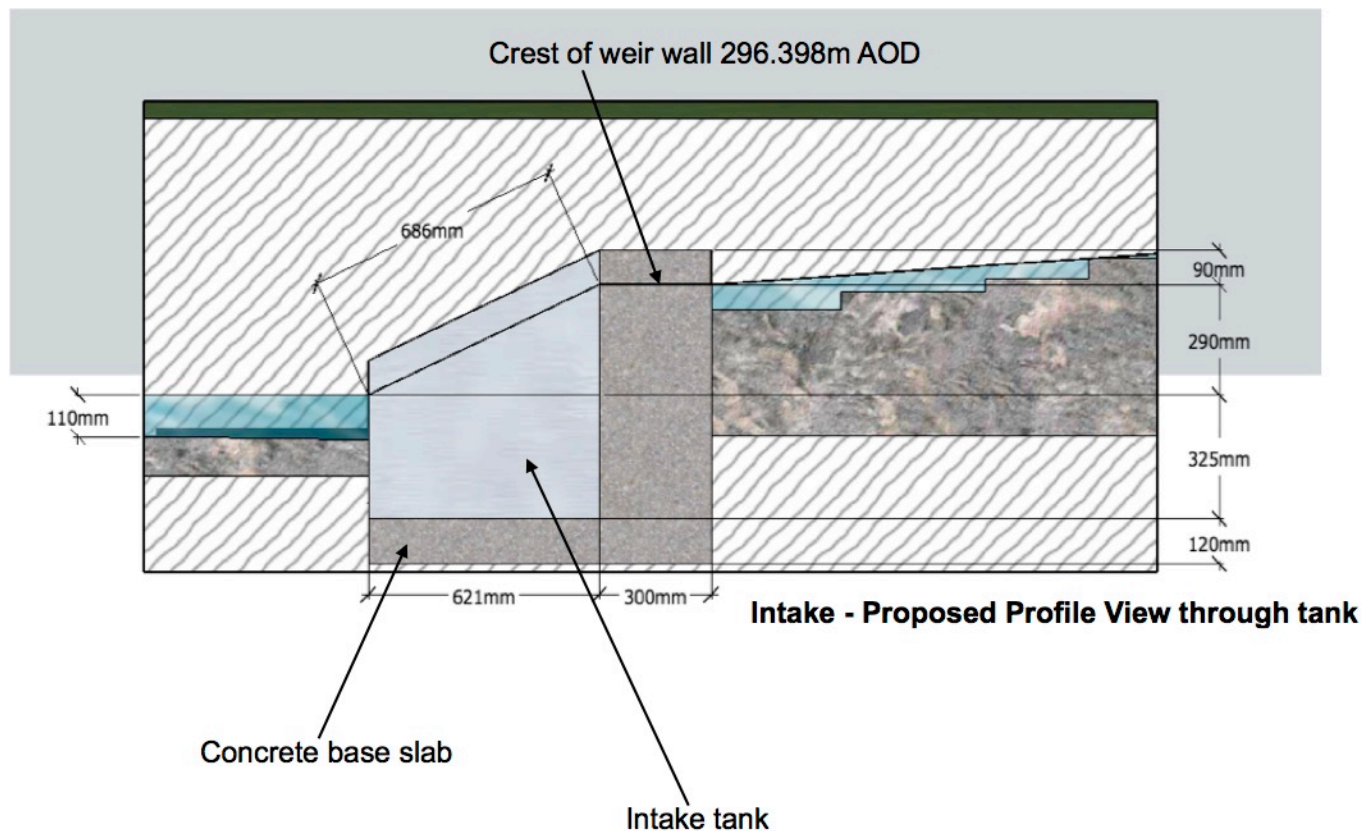 Crest of weir wall 296.398m AOD
686mm
90mm
290mm
110mm
325mm
120mm
621mm
300mm
Intake - Proposed Profile View through tank
Concrete base slab
Intake tank